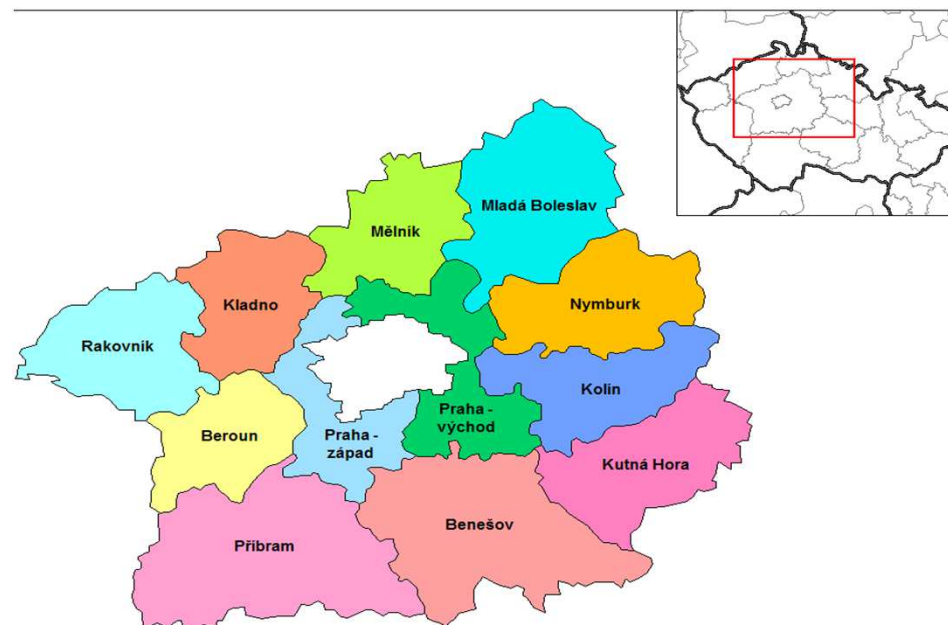 Mladá Boleslav
Mělník
Kladno
Nymburk
Rakovník
Kolín
Praha -
východ
Beroun
Praha -
západ
Kutná Hora
Benešov
Příbram